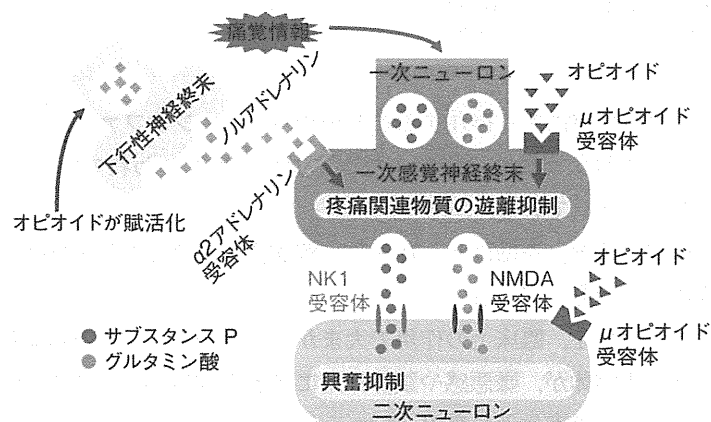 痛覚情報
一次ニューロン
オピオイド
μオピオイド
受容体
下行性神経終末
ノルアドレナリン
一次感覚神経終末
疼痛関連物質の遊離抑制
オピオイドが賦活化
α2アドレナリン
受容体
NK1
受容体
NMDA
受容体
オピオイド
μオピオイド
受容体
サブスタンス P
グルタミン酸
興奮抑制
二次ニューロン